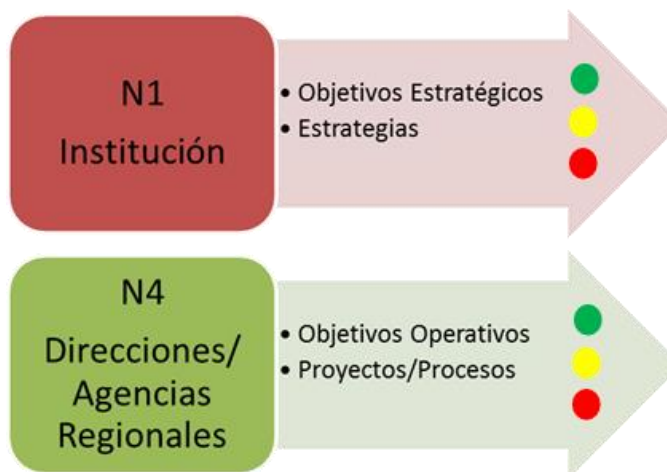 N1
Institución
• Objetivos Estratégicos
• Estrategias
N4
Direcciones/
Agencias
Regionales
• Objetivos Operativos
• Proyectos/Procesos